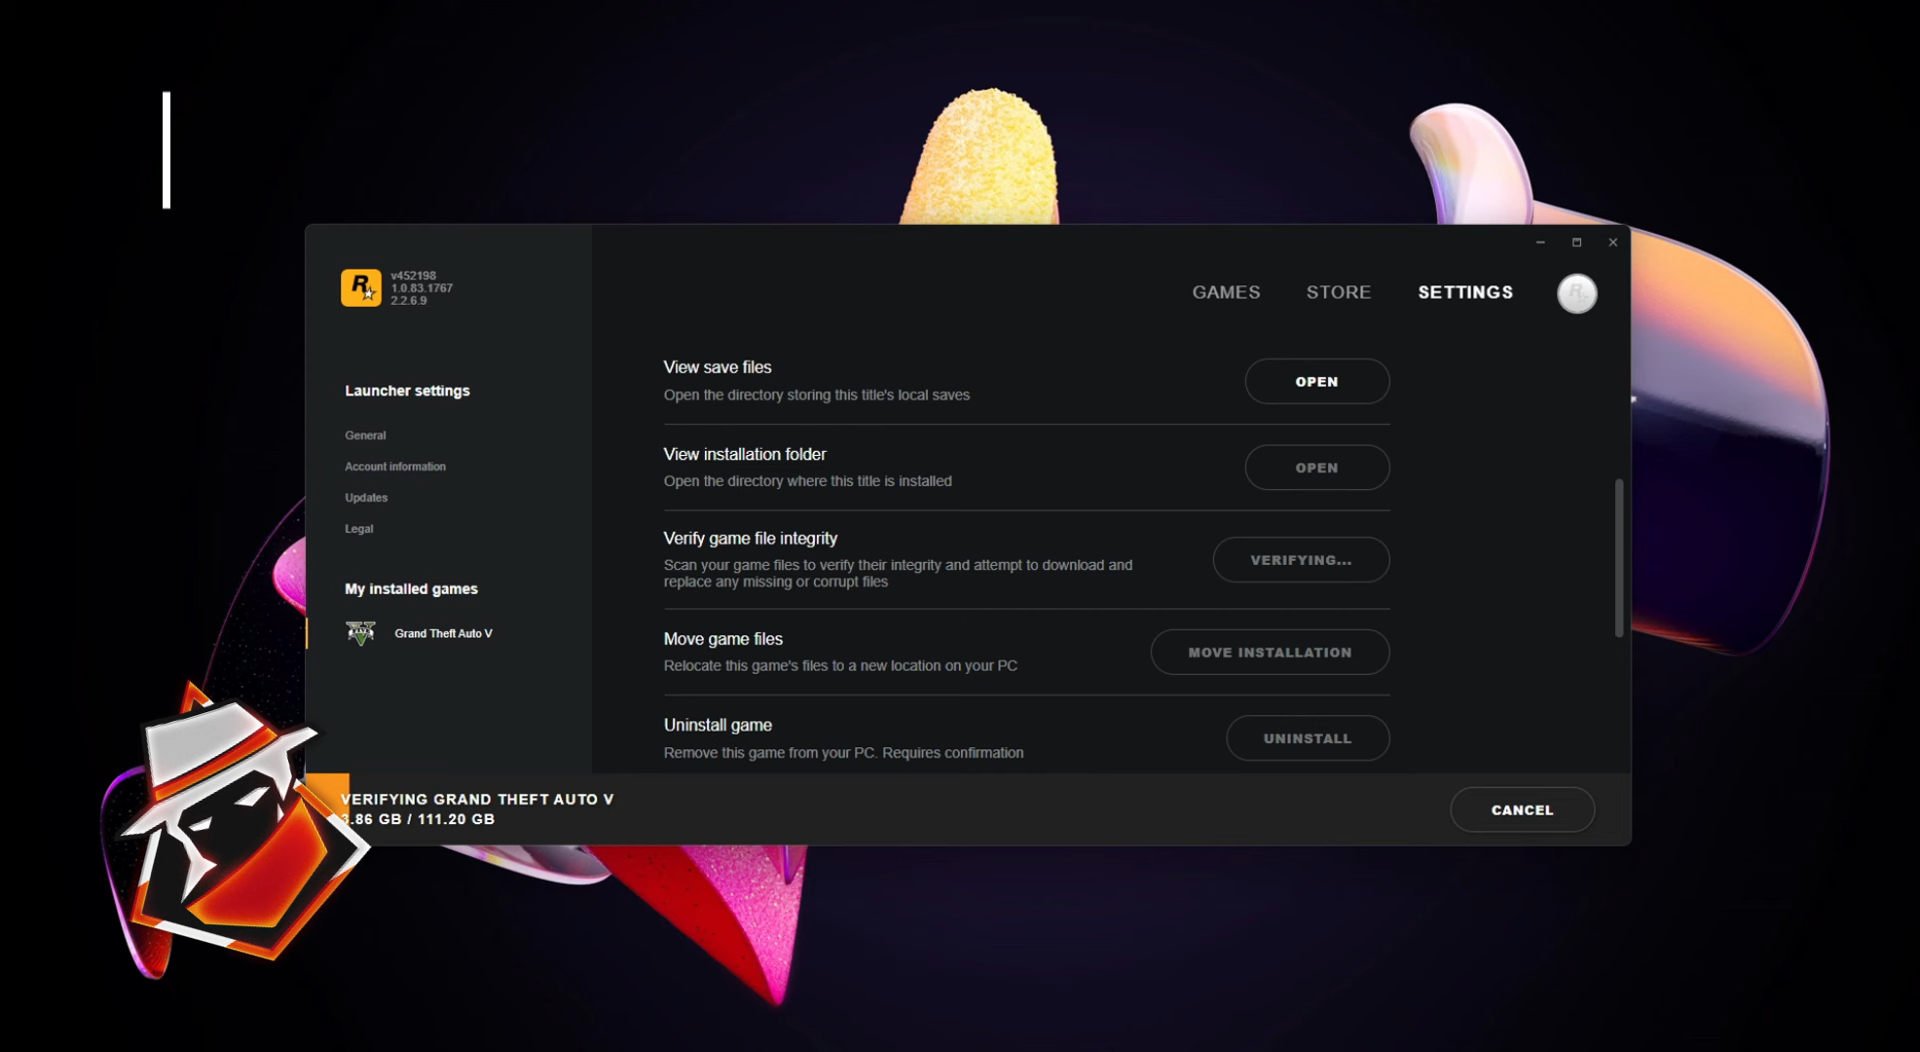 v452198
1.0.83.1767
2.2.6.9
GAMES
STORE
SETTINGS
Launcher settings
General
Account information
Updates
Legal
My installed games
Grand Theft Auto V
View save files
Open the directory storing this title's local saves
OPEN
View installation folder
Open the directory where this title is installed
OPEN
Verify game file integrity
Scan your game files to verify their integrity and attempt to download and
replace any missing or corrupt files
VERIFYING...
Move game files
Relocate this game's files to a new location on your PC
MOVE INSTALLATION
Uninstall game
Remove this game from your PC. Requires confirmation
UNINSTALL
VERIFYING GRAND THEFT AUTO V
3.86 GB / 111.20 GB
CANCEL